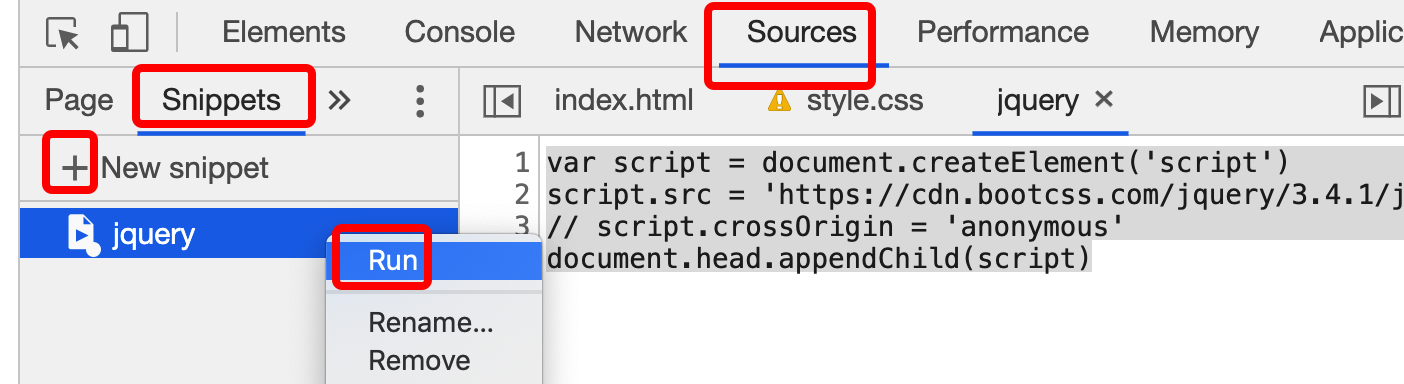 Elements Console Network Sources Performance Memory Applic
Page Snippets
index.html style.css jquery
New snippet
jquery
Run
Rename...
Remove
1 var script = document.createElement('script')
2 script.src = 'https://cdn.bootcss.com/jquery/3.4.1/j
3 // script.crossOrigin = 'anonymous'
document.head.appendChild(script)